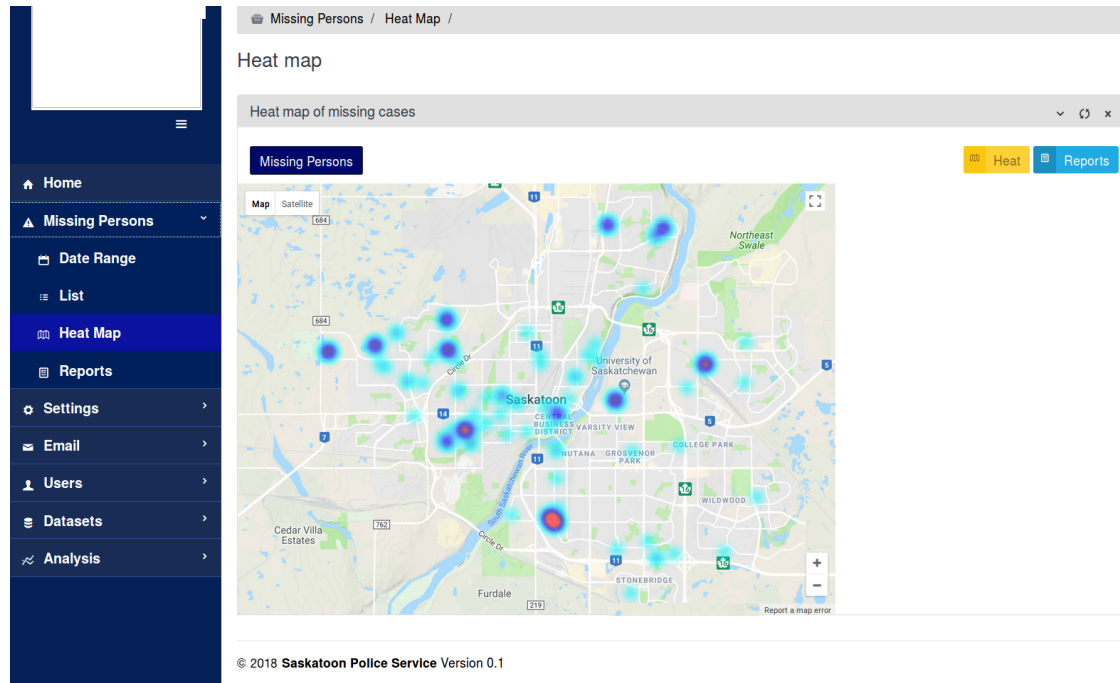 Missing Persons / Heat Map /
Heat map
Heat map of missing cases
Missing Persons
Heat
Reports
Home
Missing Persons
Date Range
List
Heat Map
Reports
Settings
Email
Users
Datasets
Analysis
Map Satellite
11
684
Northeast
Swale
16
684
16
11
Circle Dr
University of
Saskatchewan
5
Saskatoon
14
CENTRAL
BUSINESS
DISTRICT
VARSITY VIEW
5
7
COLLEGE PARK
NUTANA
GROSVENOR
PARK
11
South Saskatchewan River
16
WILDWOOD
762
Cedar Villa
Estates
Circle Dr
11
16
STONEBRIDGE
Furdale
219
+
−
Report a map error
© 2018 Saskatoon Police Service Version 0.1